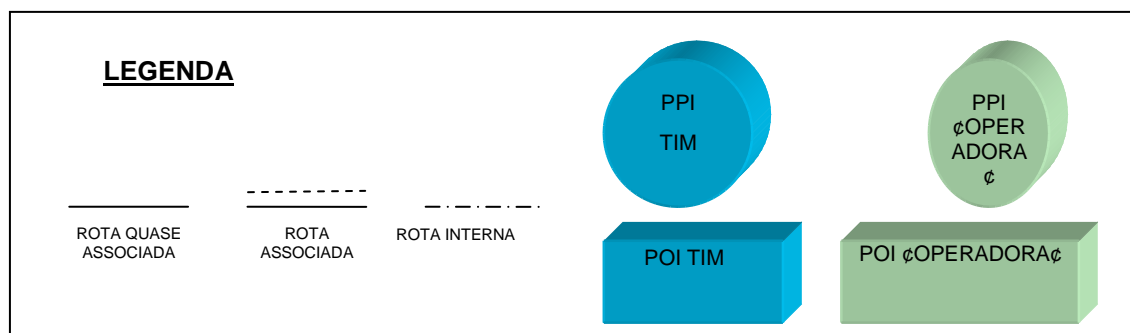 LEGENDA
ROTA QUASE
ASSOCIADA
ROTA
ASSOCIADA
ROTA INTERNA
PPI
TIM
PPI
¢OPER
ADORA
¢
POI TIM
POI ¢OPERADORA¢